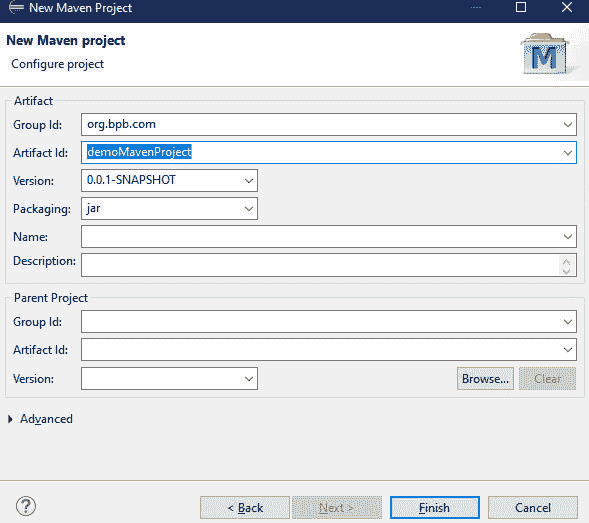 New Maven Project
New Maven project
Configure project
M
Artifact
Group Id: org.bpb.com
Artifact Id: demoMavenProject
Version: 0.0.1-SNAPSHOT
Packaging: jar
Name:
Description:
Parent Project
Group Id:
Artifact Id:
Version: Browse... Clear
Advanced
? < Back Next > Finish Cancel